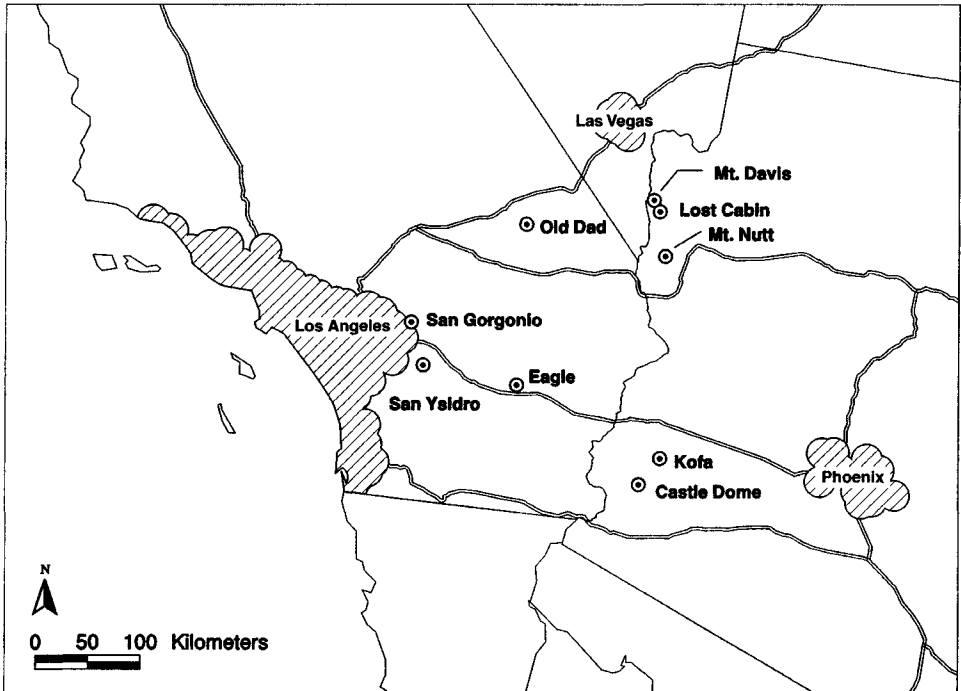 Las Vegas
Mt. Davis
Lost Cabin
Old Dad
Mt. Nutt
San Gorgonio
Los Angeles
Eagle
San Ysidro
Kofa
Phoenix
Castle Dome
N
0 50 100 Kilometers